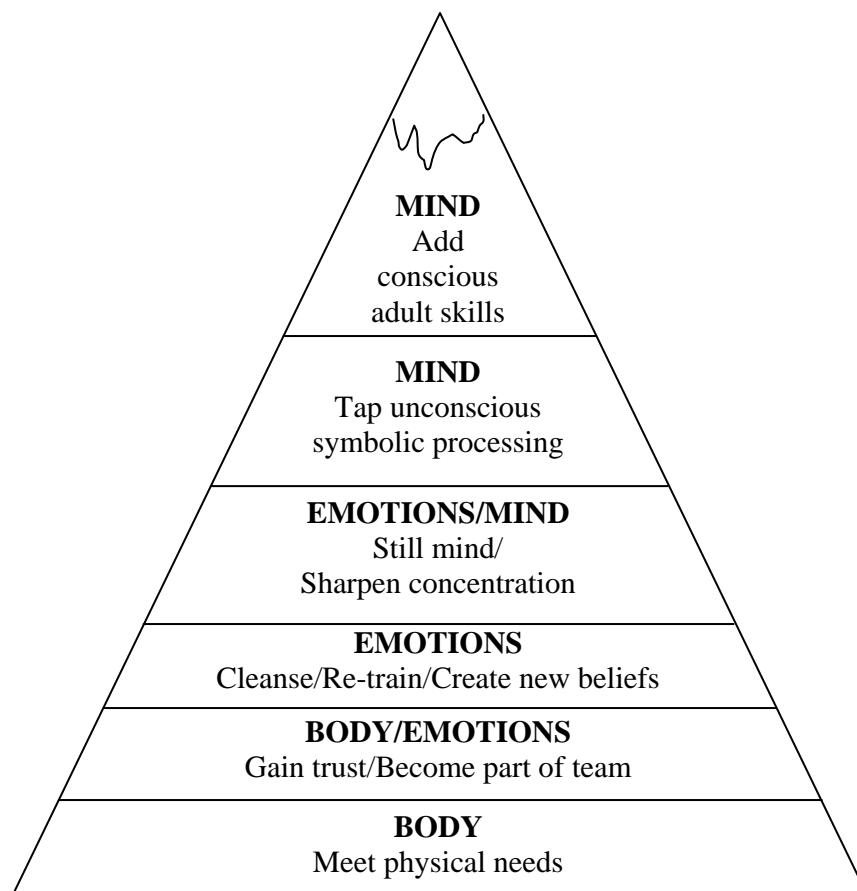 MIND
Add
conscious
adult skills
MIND
Tap unconscious
symbolic processing
EMOTIONS/MIND
Still mind/
Sharpen concentration
EMOTIONS
Cleanse/Re-train/Create new beliefs
BODY/EMOTIONS
Gain trust/Become part of team
BODY
Meet physical needs